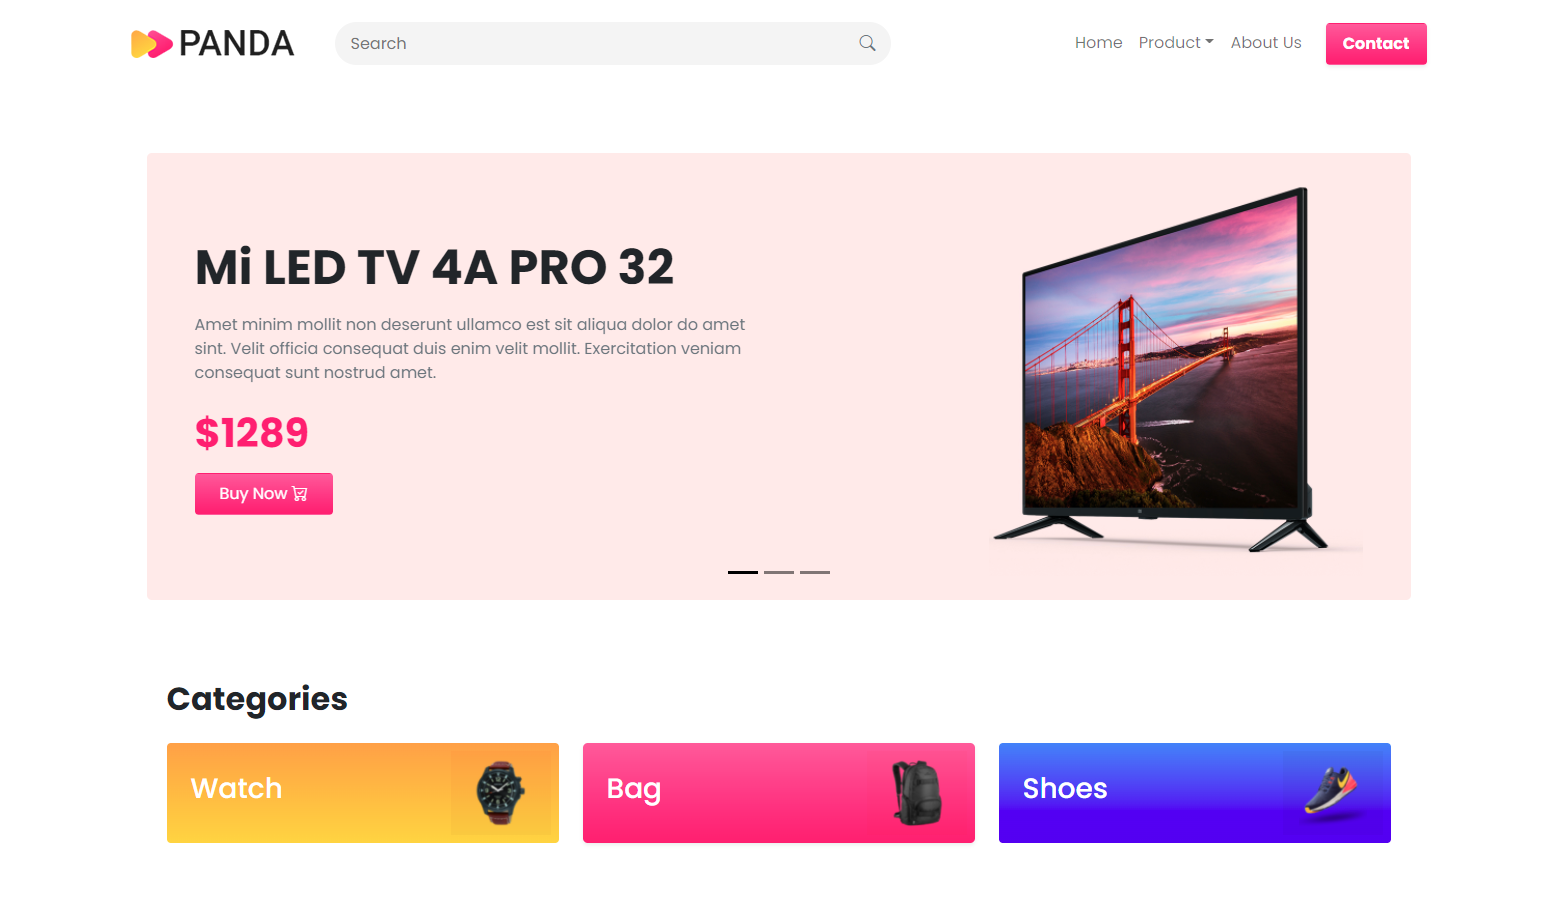 PANDA
Search
Home Product About Us Contact
Mi LED TV 4A PRO 32
Amet minim mollit non deserunt ullamco est sit aliqua dolor do amet
sint. Velit officia consequat duis enim velit mollit. Exercitation veniam
consequat sunt nostrud amet.
$1289
Buy Now
Categories
Watch
Bag
Shoes